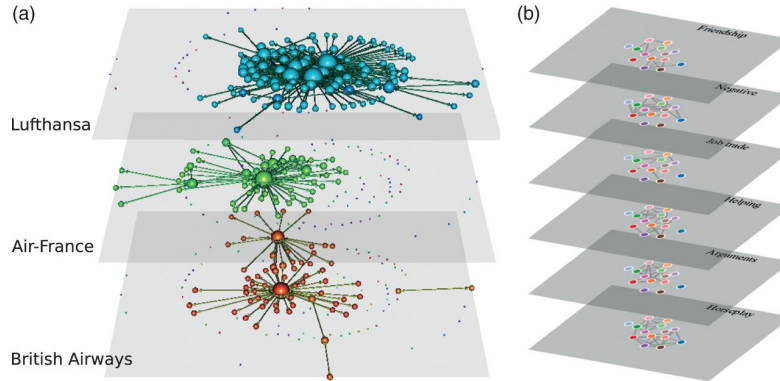 (a)
Lufthansa
Air-France
British Airways
(b)
Friendship
Negative
Job trade
Helping
Arguments
Horseplay